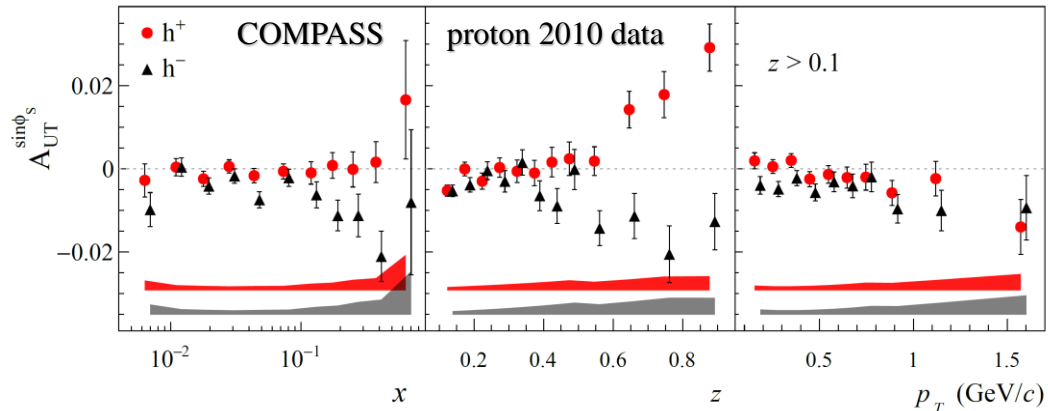 COMPASS
proton 2010 data
h⁺
h⁻
z > 0.1
A_UT^sinϕ_S
0.02
0
−0.02
10⁻² 10⁻¹
0.2 0.4 0.6 0.8
0.5 1 1.5
x
z
p_T (GeV/c)